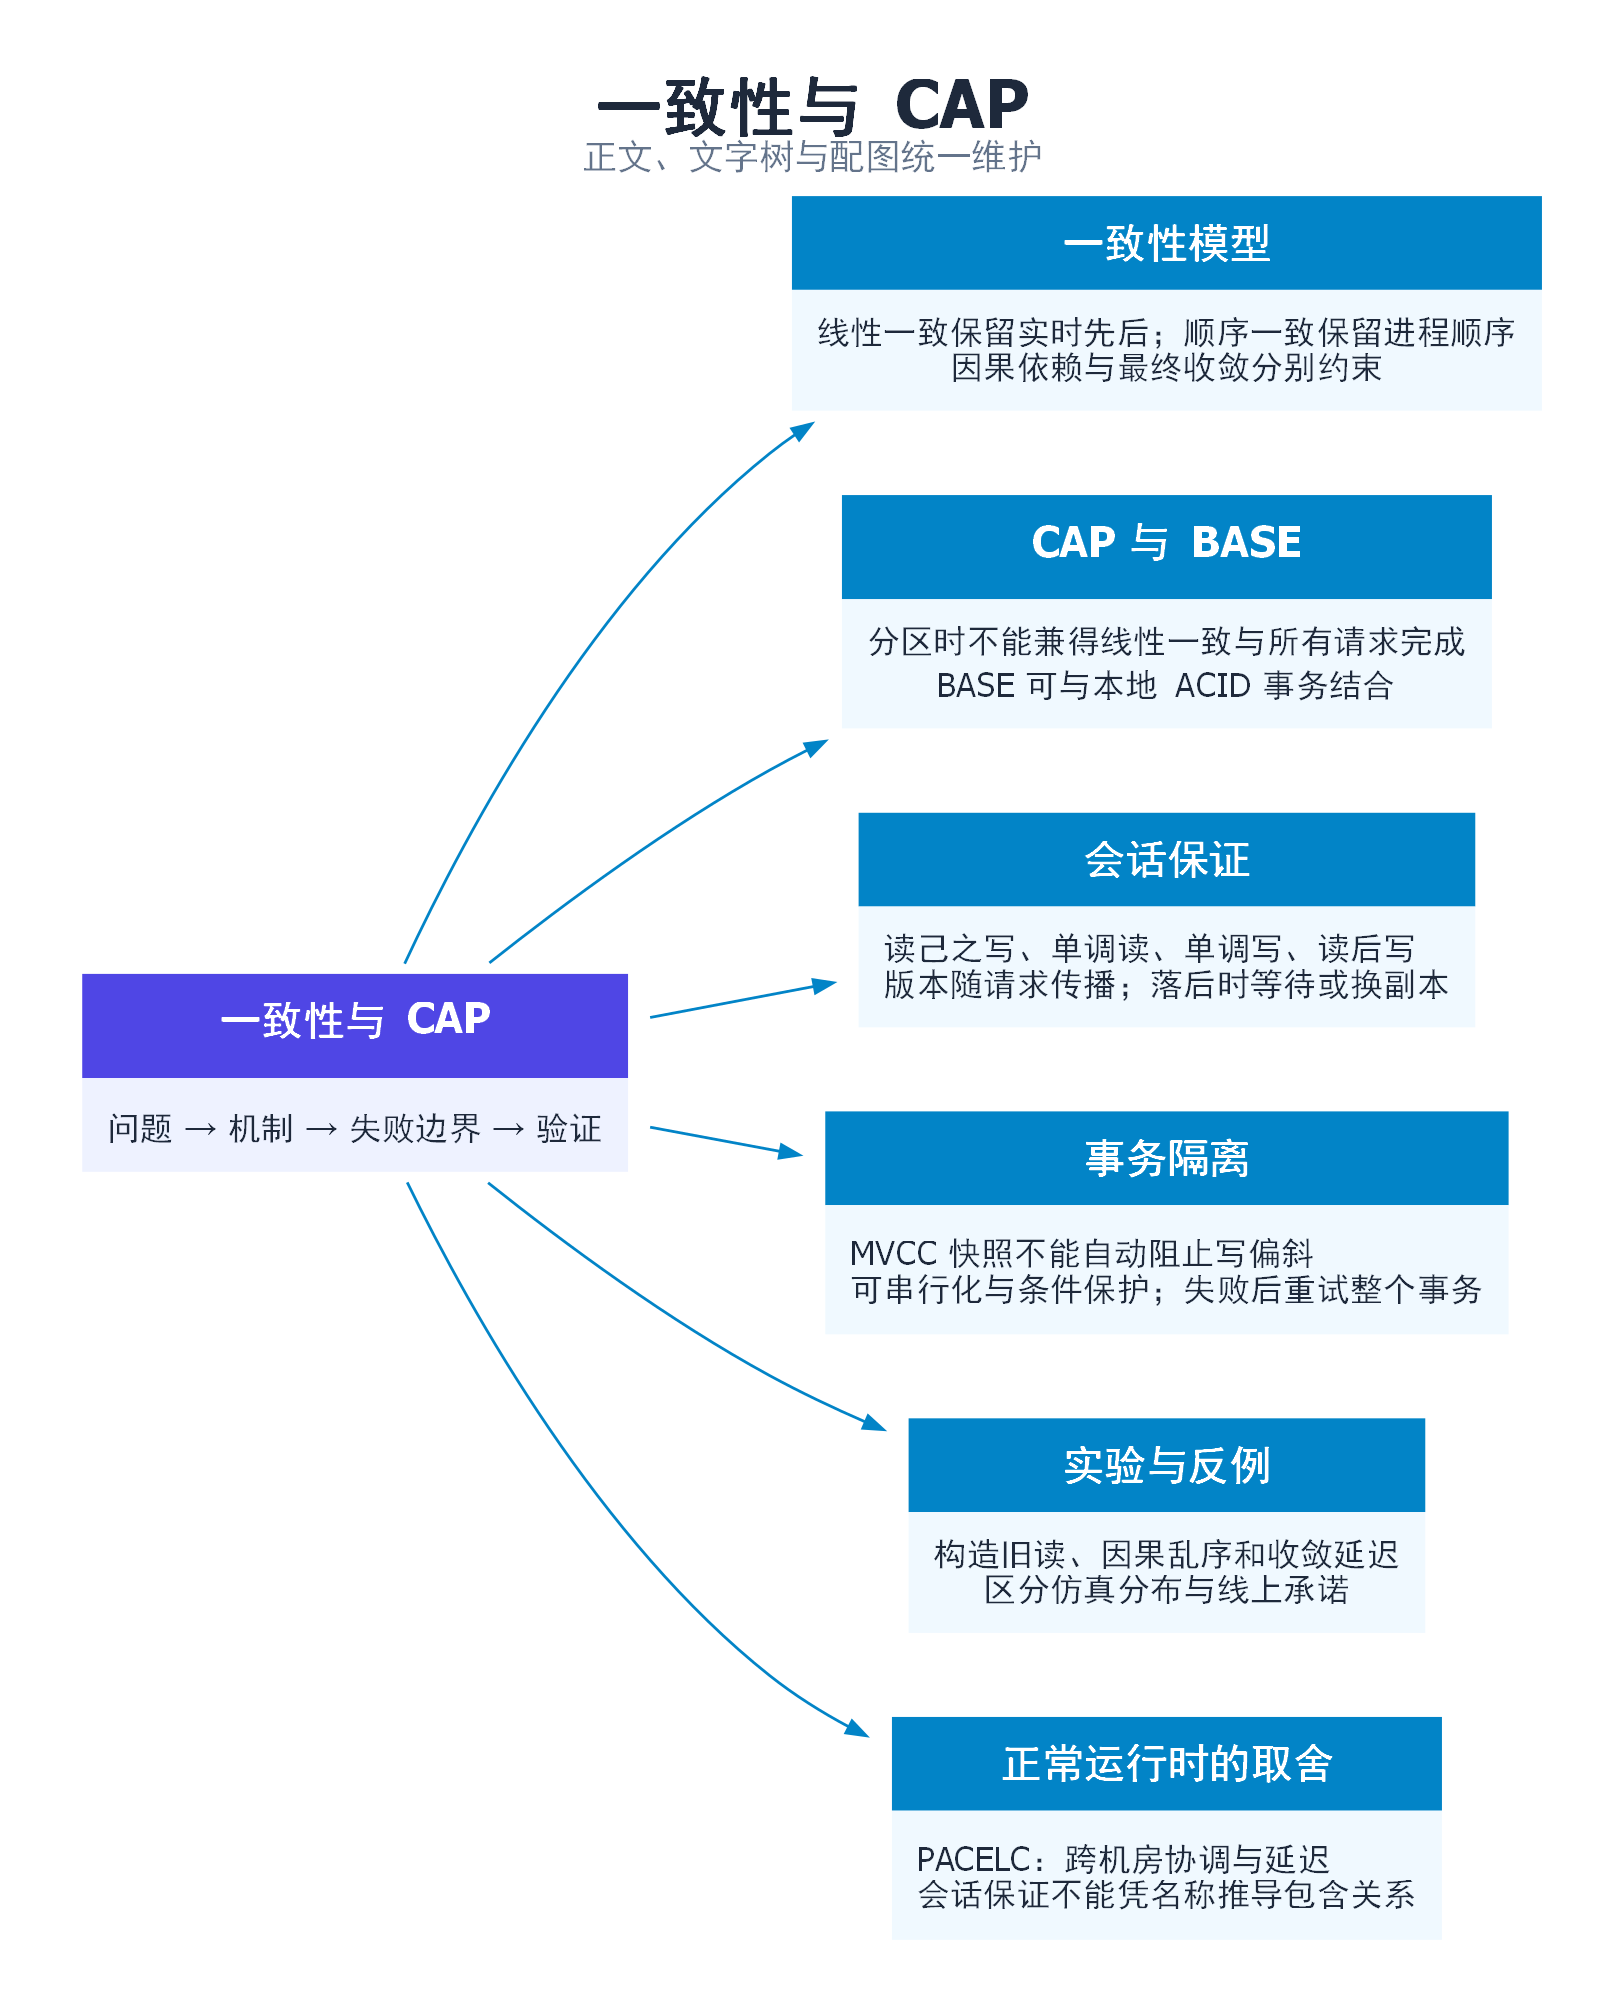 一致性与 CAP
正文、文字树与配图统一维护
一致性模型
线性一致保留实时先后；顺序一致保留进程顺序
因果依赖与最终收敛分别约束
CAP 与 BASE
分区时不能兼得线性一致与所有请求完成
BASE 可与本地 ACID 事务结合
会话保证
读己之写、单调读、单调写、读后写
版本随请求传播；落后时等待或换副本
一致性与 CAP
问题 → 机制 → 失败边界 → 验证
事务隔离
MVCC 快照不能自动阻止写偏斜
可串行化与条件保护；失败后重试整个事务
实验与反例
构造旧读、因果乱序和收敛延迟
区分仿真分布与线上承诺
正常运行时的取舍
PACELC：跨机房协调与延迟
会话保证不能凭名称推导包含关系